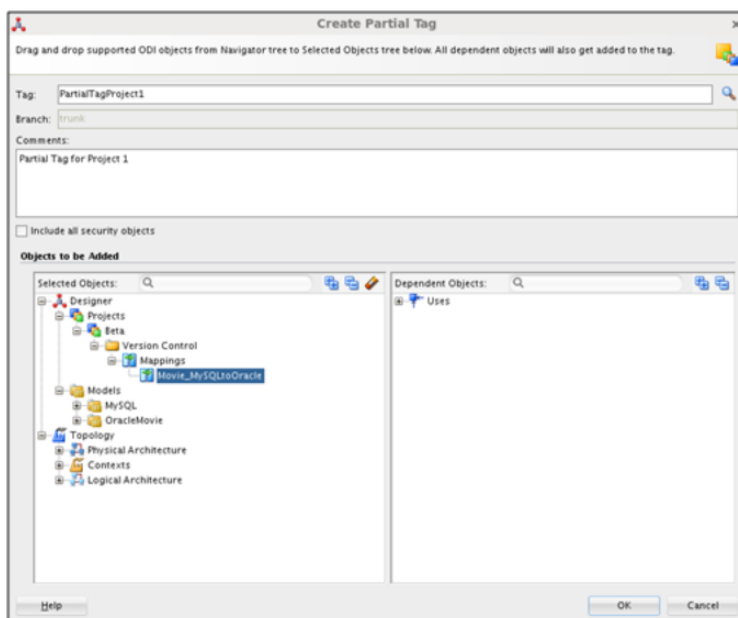 Create Partial Tag
Drag and drop supported ODI objects from Navigator tree to Selected Objects tree below. All dependent objects will also get added to the tag.
Tag: PartialTagProject1
Branch: trunk
Comments:
Partial Tag for Project 1
Include all security objects
Objects to be Added
Selected Objects:
Designer
Projects
Beta
Version Control
Mappings
Movie_MySQLtoOracle
Models
MySQL
OracleMovie
Topology
Physical Architecture
Contexts
Logical Architecture
Dependent Objects:
Uses
Help OK Cancel